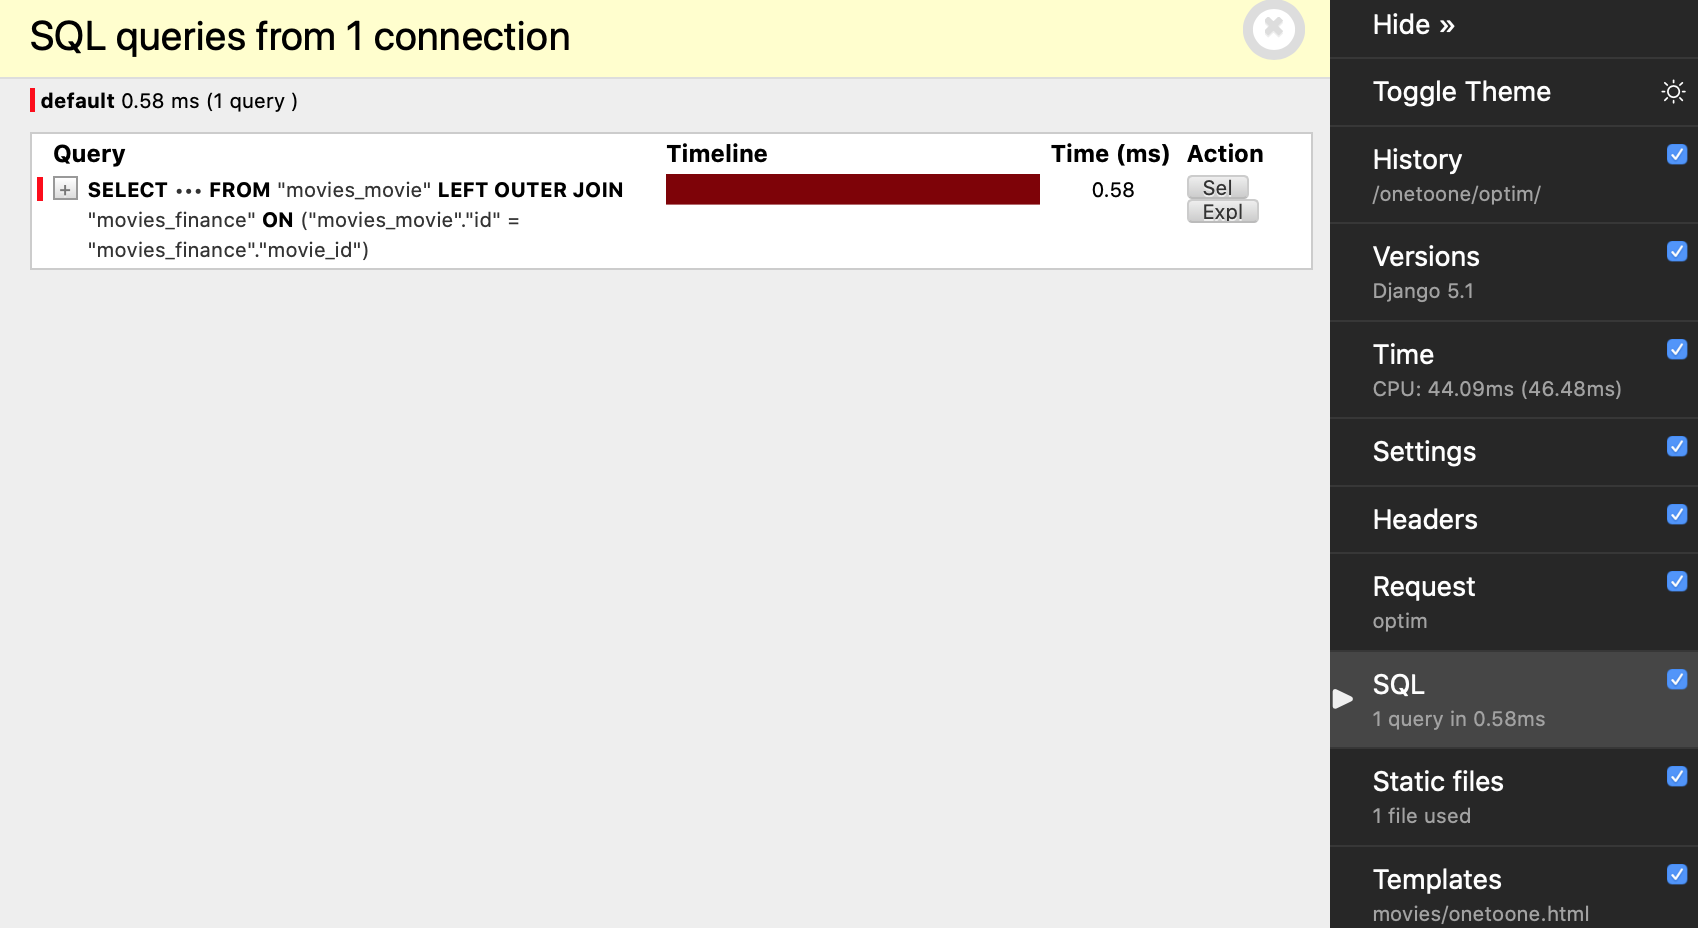 SQL queries from 1 connection
default 0.58 ms (1 query )
Query Timeline Time (ms) Action
+ SELECT ••• FROM "movies_movie" LEFT OUTER JOIN 0.58 Sel
"movies_finance" ON ("movies_movie"."id" = Expl
"movies_finance"."movie_id")
Hide »
Toggle Theme
History
/onetoone/optim/
Versions
Django 5.1
Time
CPU: 44.09ms (46.48ms)
Settings
Headers
Request
optim
SQL
1 query in 0.58ms
Static files
1 file used
Templates
movies/onetoone.html